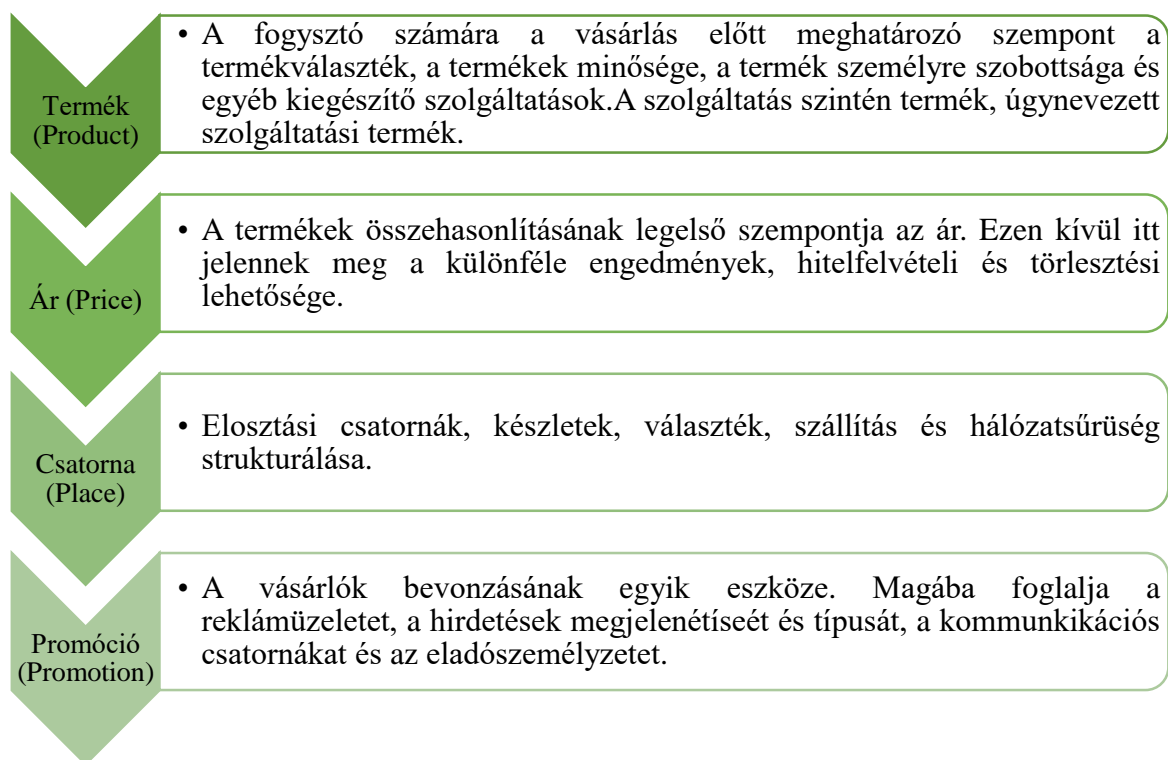 Termék
(Product)
• A fogysztó számára a vásárlás előtt meghatározó szempont a
termékválaszték, a termékek minősége, a termék személyre szobottsága és
egyéb kiegészítő szolgáltatások.A szolgáltatás szintén termék, úgynevezett
szolgáltatási termék.
Ár (Price)
• A termékek összehasonlításának legelső szempontja az ár. Ezen kívül itt
jelennek meg a különféle engedmények, hitelfelvételi és törlesztési
lehetősége.
Csatorna
(Place)
• Elosztási csatornák, készletek, választék, szállítás és hálózatsűrüség
strukturálása.
Promóció
(Promotion)
• A vásárlók bevonzásának egyik eszköze. Magába foglalja a
reklámüzeletet, a hirdetések megjelenétíseét és típusát, a kommunkikációs
csatornákat és az eladószemélyzetet.